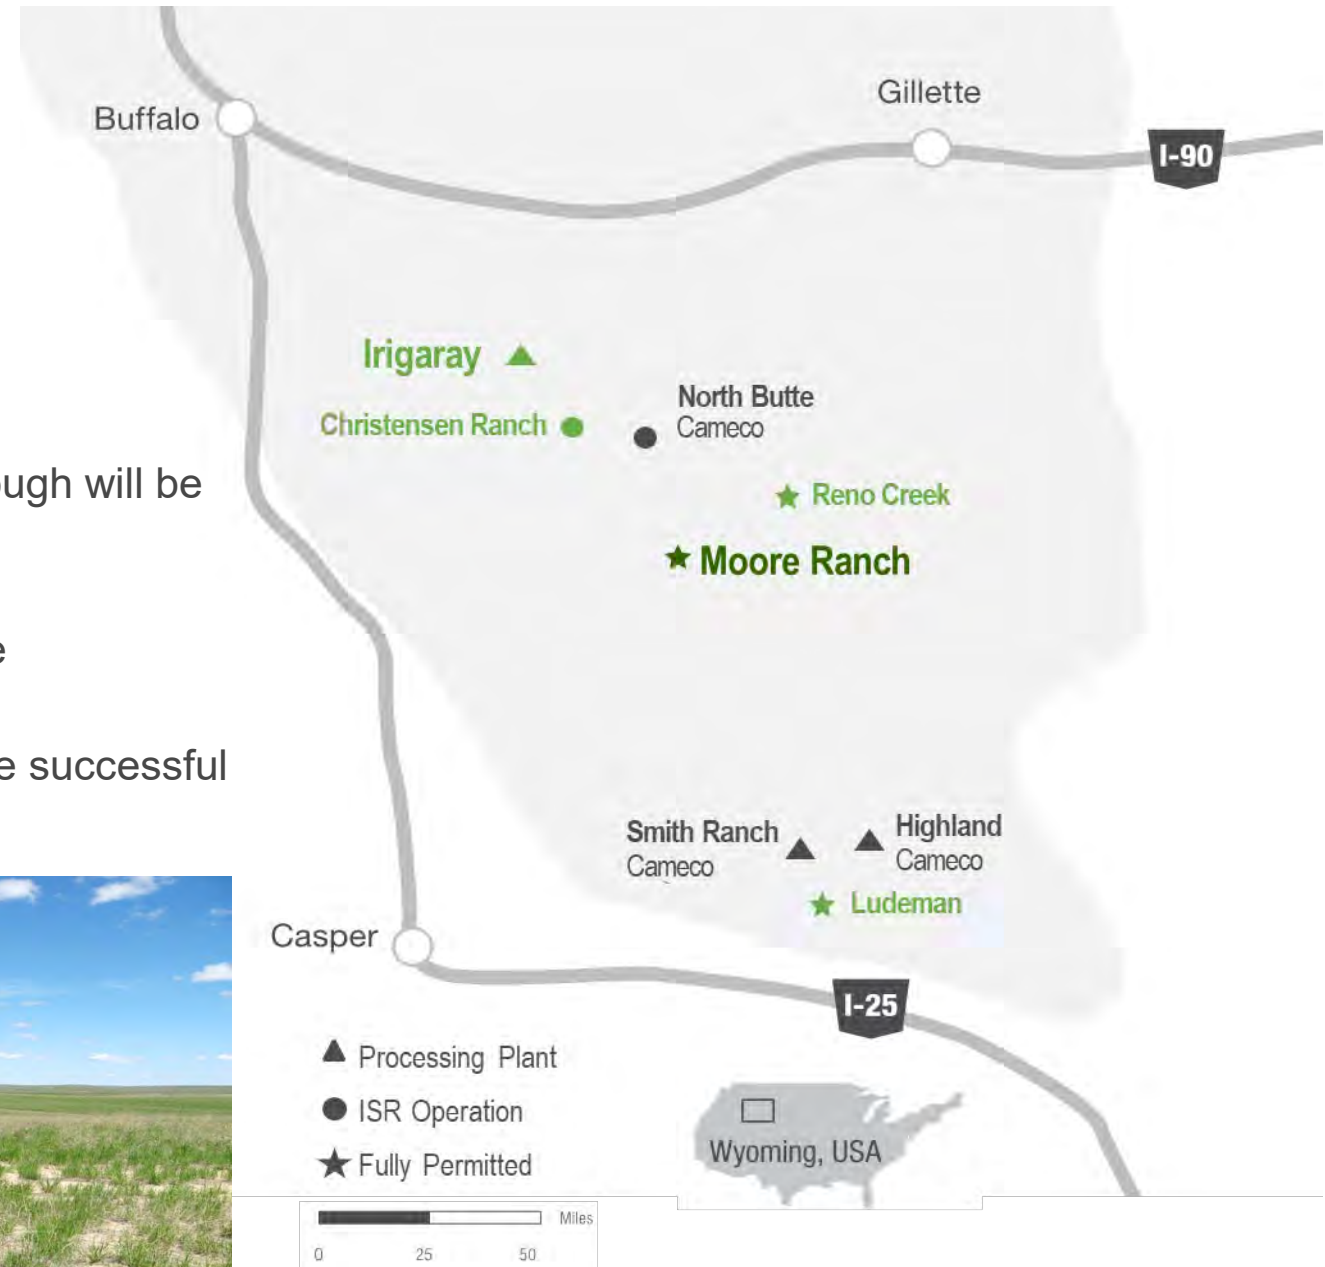 Gillette
Buffalo
I-90
Irigaray
Christensen Ranch
North Butte
Cameco
ugh will be
Reno Creek
Moore Ranch
e
e successful
Smith Ranch
Cameco
Highland
Cameco
Ludeman
Casper
I-25
Processing Plant
ISR Operation
Fully Permitted
Wyoming, USA
Miles
0 25 50